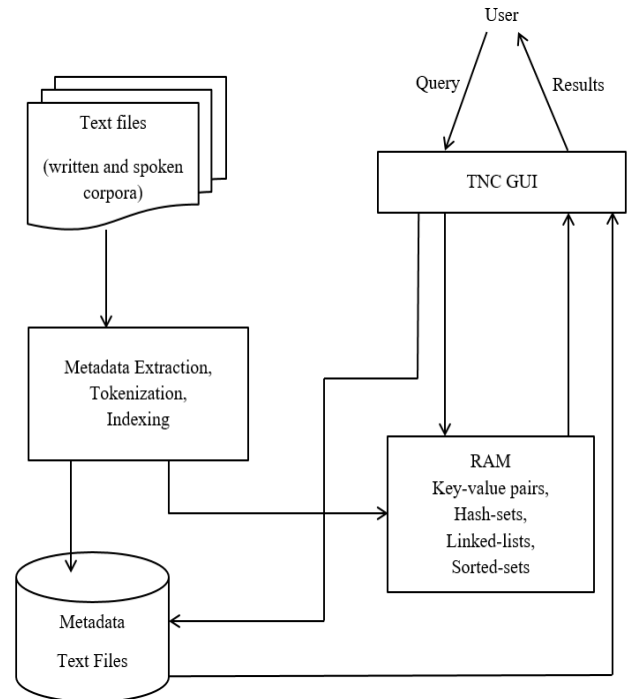 User
Query
Results
Text files
(written and spoken
corpora)
TNC GUI
Metadata Extraction,
Tokenization,
Indexing
RAM
Key-value pairs,
Hash-sets,
Linked-lists,
Sorted-sets
Metadata
Text Files